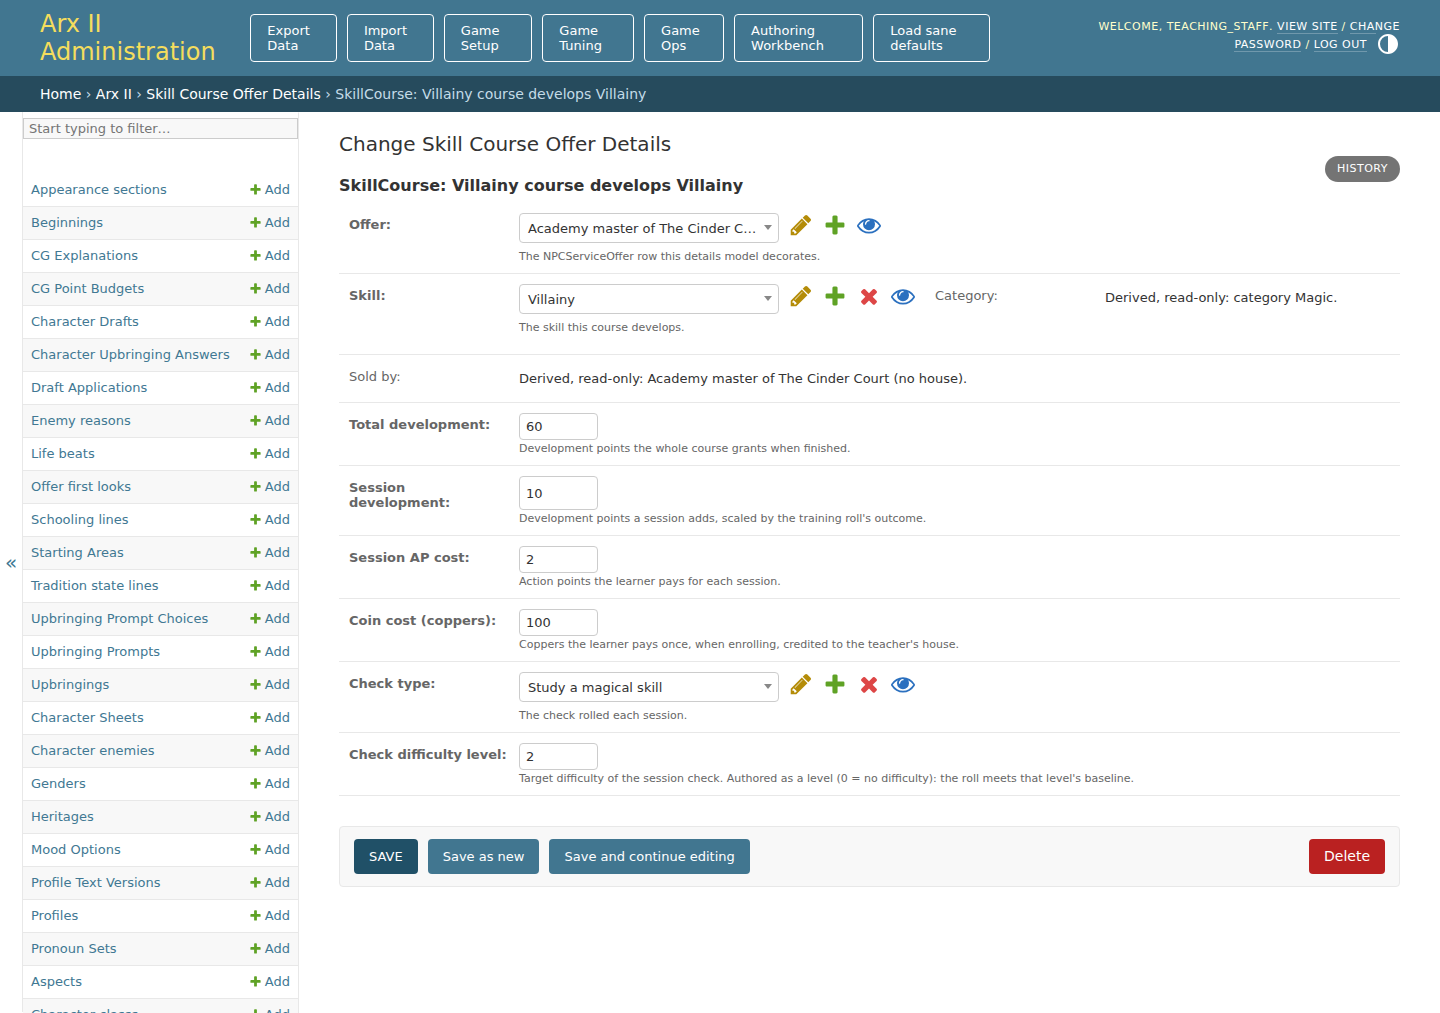 Arx II
Administration
Export
Data
Import
Data
Game
Setup
Game
Tuning
Game
Ops
Authoring
Workbench
Load sane
defaults
WELCOME, TEACHING_STAFF. VIEW SITE / CHANGE
PASSWORD / LOG OUT
Home › Arx II › Skill Course Offer Details › SkillCourse: Villainy course develops Villainy
Start typing to filter…
Appearance sections Add
Beginnings Add
CG Explanations Add
CG Point Budgets Add
Character Drafts Add
Character Upbringing Answers Add
Draft Applications Add
Enemy reasons Add
Life beats Add
Offer first looks Add
Schooling lines Add
Starting Areas Add
Tradition state lines Add
Upbringing Prompt Choices Add
Upbringing Prompts Add
Upbringings Add
Character Sheets Add
Character enemies Add
Genders Add
Heritages Add
Mood Options Add
Profile Text Versions Add
Profiles Add
Pronoun Sets Add
Aspects Add
«
Change Skill Course Offer Details
HISTORY
SkillCourse: Villainy course develops Villainy
Offer: Academy master of The Cinder C…
The NPCServiceOffer row this details model decorates.
Skill: Villainy Category: Derived, read-only: category Magic.
The skill this course develops.
Sold by: Derived, read-only: Academy master of The Cinder Court (no house).
Total development: 60
Development points the whole course grants when finished.
Session
development: 10
Development points a session adds, scaled by the training roll's outcome.
Session AP cost: 2
Action points the learner pays for each session.
Coin cost (coppers): 100
Coppers the learner pays once, when enrolling, credited to the teacher's house.
Check type: Study a magical skill
The check rolled each session.
Check difficulty level: 2
Target difficulty of the session check. Authored as a level (0 = no difficulty): the roll meets that level's baseline.
SAVE Save as new Save and continue editing Delete